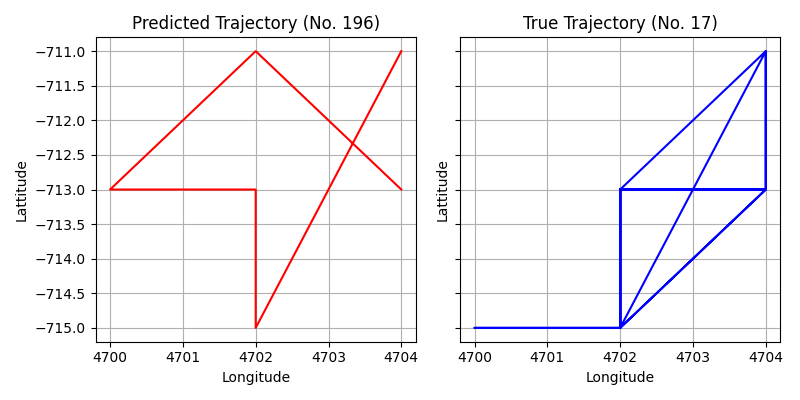 Predicted Trajectory (No. 196)
True Trajectory (No. 17)
−711.0
−711.5
−712.0
−712.5
−713.0
−713.5
−714.0
−714.5
−715.0
Lattitude
Lattitude
4700 4701 4702 4703 4704
4700 4701 4702 4703 4704
Longitude
Longitude